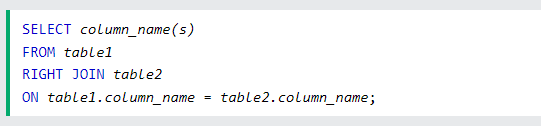 SELECT column_name(s)
FROM table1
RIGHT JOIN table2
ON table1.column_name = table2.column_name;